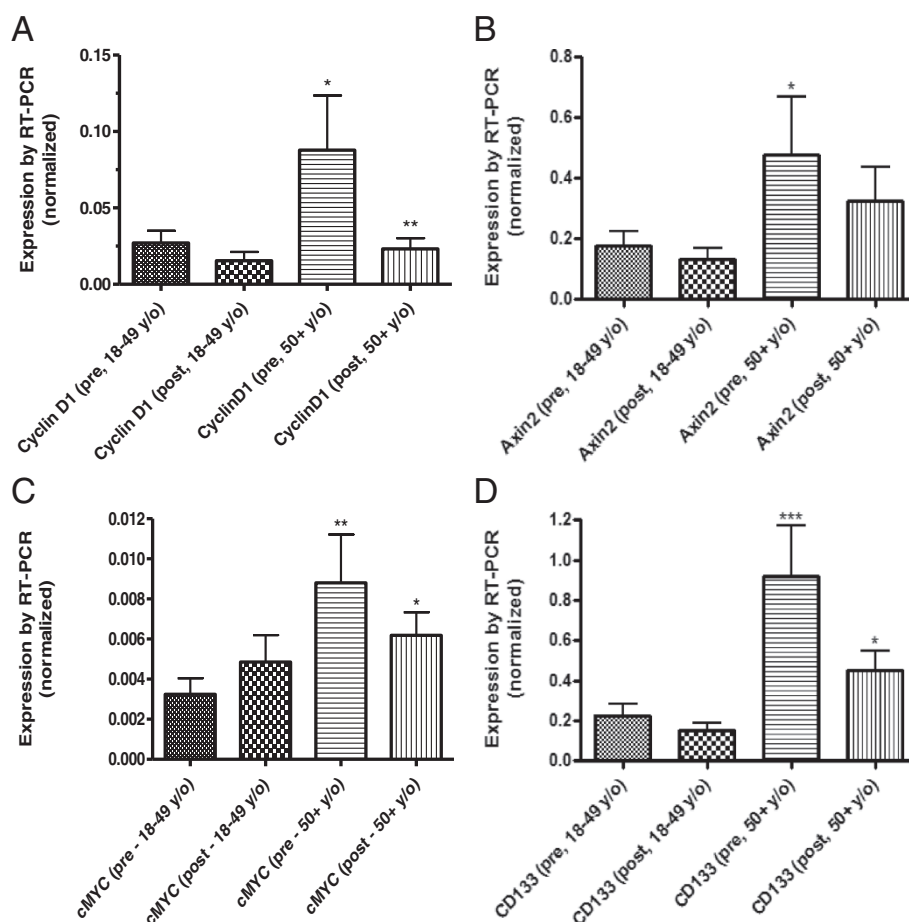 A
Expression by RT-PCR
(normalized)
0.15
0.10
0.05
0.00
*
**
Cyclin D1 (pre, 18-49 y/o)
Cyclin D1 (post, 18-49 y/o)
CyclinD1 (pre, 50+ y/o)
CyclinD1 (post, 50+ y/o)
B
Expression by RT-PCR
(normalized)
0.8
0.6
0.4
0.2
0.0
*
Axin2 (pre, 18-49 y/o)
Axin2 (post, 18-49 y/o)
Axin2 (pre, 50+ y/o)
Axin2 (post, 50+ y/o)
C
Expression by RT-PCR
(normalized)
0.012
0.010
0.008
0.006
0.004
0.002
0.000
**
*
cMYC (pre - 18-49 y/o)
cMYC (post - 18-49 y/o)
cMYC (pre - 50+ y/o)
cMYC (post - 50+ y/o)
D
Expression by RT-PCR
(normalized)
1.2
1.0
0.8
0.6
0.4
0.2
0.0
***
*
CD133 (pre, 18-49 y/o)
CD133 (post, 18-49 y/o)
CD133 (pre, 50+ y/o)
CD133 (post, 50+ y/o)